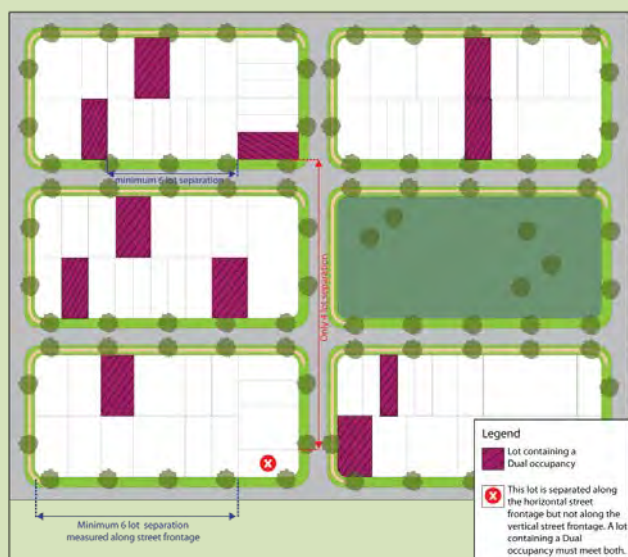 minimum 6 lot separation
Only 4 lot separation
Legend
Lot containing a
Dual occupancy
This lot is separated along
the horizontal street
frontage but not along the
vertical street frontage. A lot
containing a Dual
occupancy must meet both.
Minimum 6 lot separation
measured along street frontage